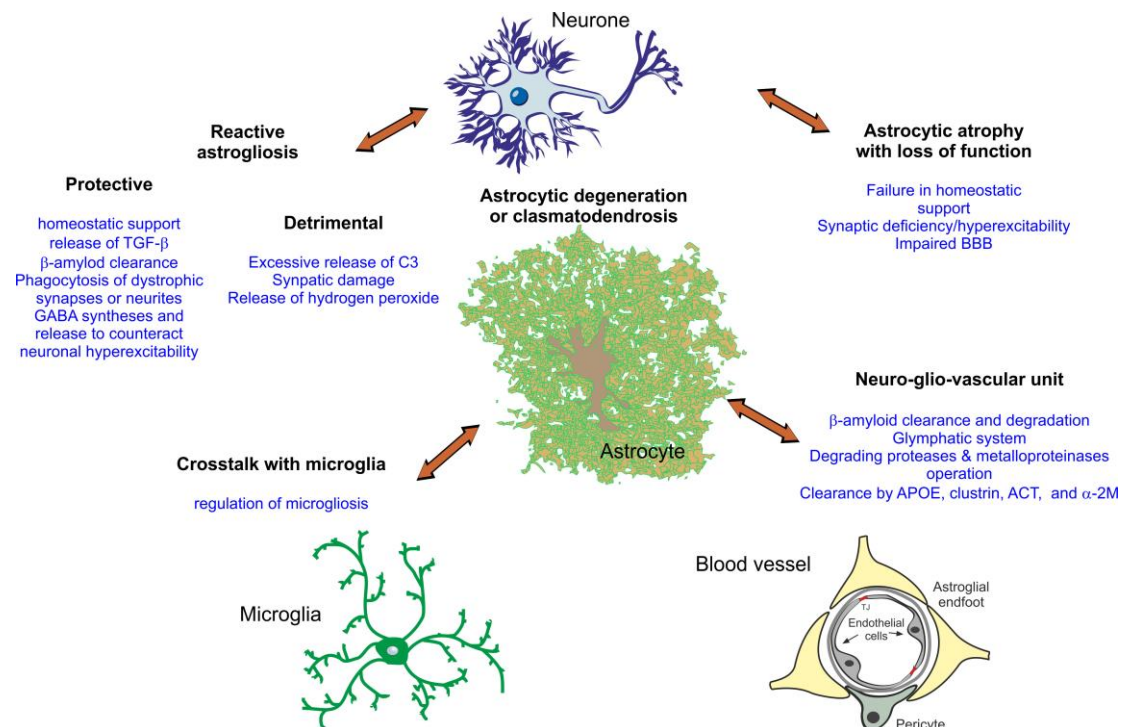 Neurone
Reactive
astrogliosis
Protective
homeostatic support
release of TGF-β
β-amylod clearance
Phagocytosis of dystrophic
synapses or neurites
GABA syntheses and
release to counteract
neuronal hyperexcitability
Detrimental
Excessive release of C3
Synpatic damage
Release of hydrogen peroxide
Astrocytic degeneration
or clasmatodendrosis
Astrocyte
Astrocytic atrophy
with loss of function
Failure in homeostatic
support
Synaptic deficiency/hyperexcitability
Impaired BBB
Neuro-glio-vascular unit
β-amyloid clearance and degradation
Glymphatic system
Degrading proteases & metalloproteinases
operation
Clearance by APOE, clustrin, ACT, and α-2M
Crosstalk with microglia
regulation of microgliosis
Microglia
Blood vessel
Astroglial
endfoot
TJ
Endothelial
cells
Pericyte